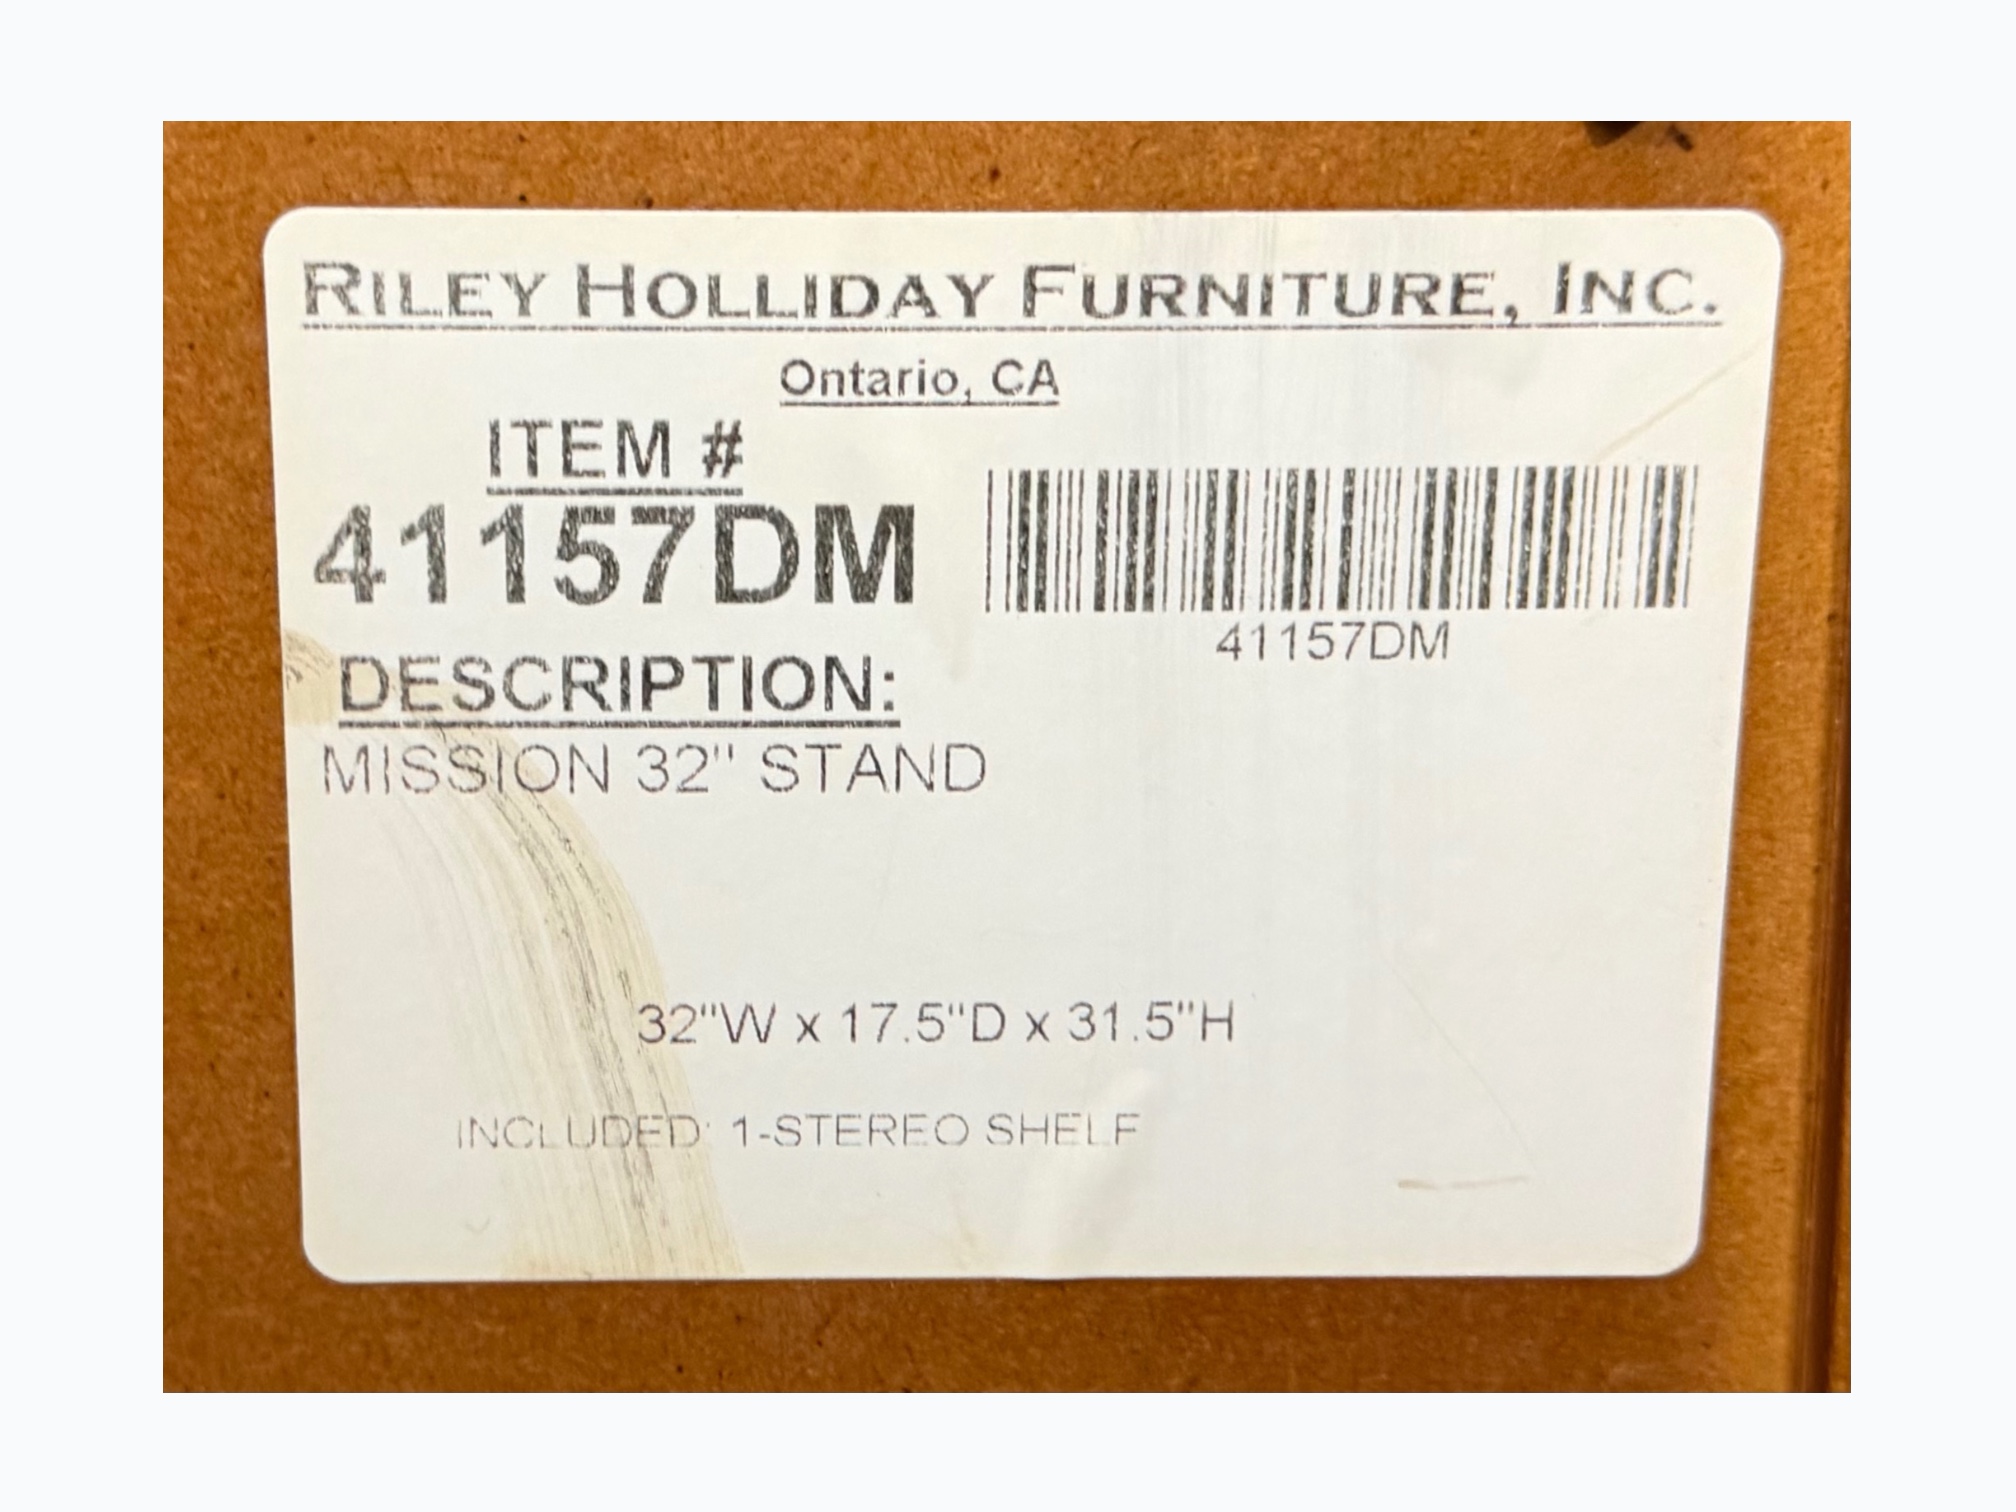 RILEY HOLLIDAY FURNITURE, INC.
Ontario, CA
ITEM #
41157DM
41157DM
DESCRIPTION:
MISSION 32" STAND
32"W x 17.5"D x 31.5"H
INCLUDED: 1-STEREO SHELF